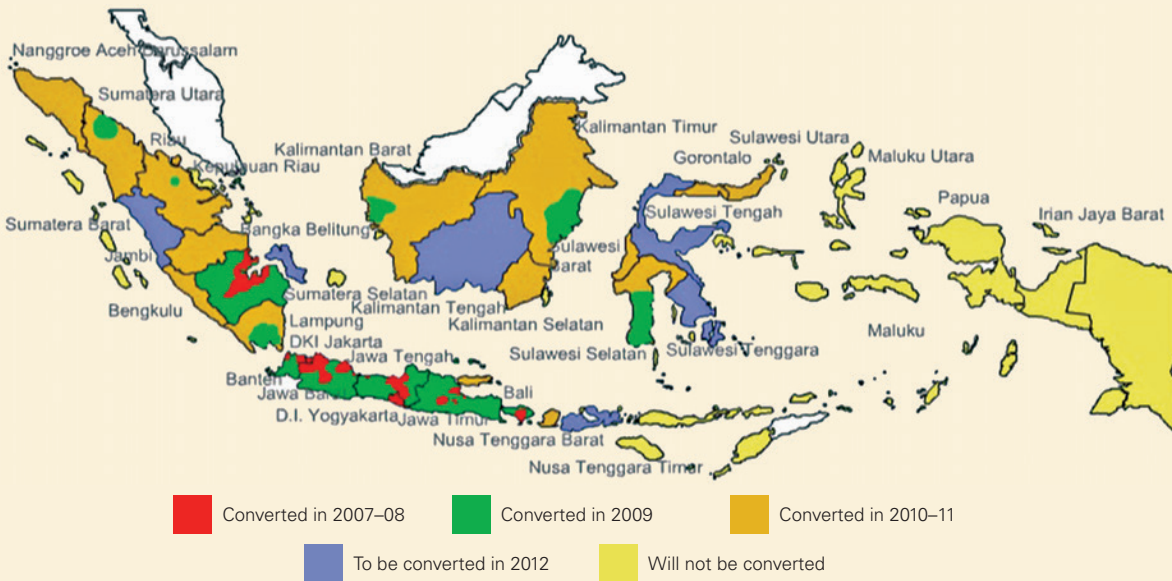 Nanggroe Aceh Darussalam
Sumatera Utara
Riau
Kepulauan Riau
Kalimantan Barat
Kalimantan Timur
Sulawesi Utara
Gorontalo
Maluku Utara
Papua
Irian Jaya Barat
Sumatera Barat
Bangka Belitung
Sulawesi Tengah
Jambi
Sulawesi
Barat
Bengkulu
Sumatera Selatan
Kalimantan Tengah
Lampung
Kalimantan Selatan
Maluku
DKI Jakarta
Jawa Tengah
Sulawesi Selatan
Sulawesi Tenggara
Banten
Jawa Barat
Bali
D.I. Yogyakarta
Jawa Timur
Nusa Tenggara Barat
Nusa Tenggara Timur
Converted in 2007–08
Converted in 2009
Converted in 2010–11
To be converted in 2012
Will not be converted